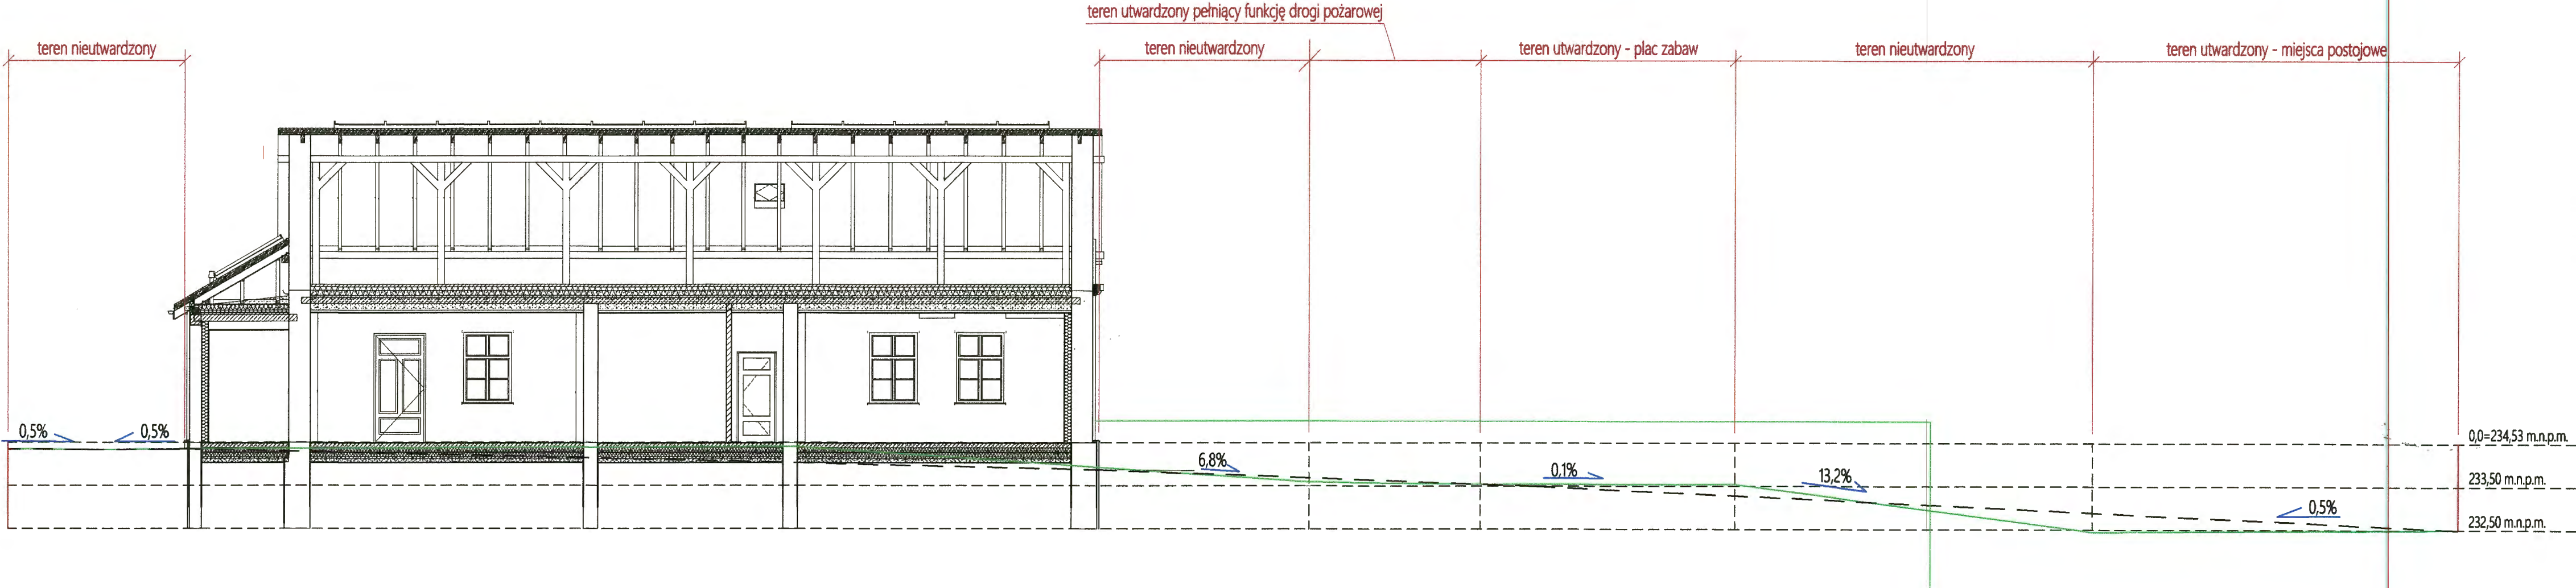 teren utwardzony pełniący funkcję drogi pożarowej
teren nieutwardzony
teren nieutwardzony
teren utwardzony - plac zabaw
teren nieutwardzony
teren utwardzony - miejsca postojowe
0,5%
0,5%
6,8%
0,1%
13,2%
0,5%
0,0=234,53 m.n.p.m.
233,50 m.n.p.m.
232,50 m.n.p.m.